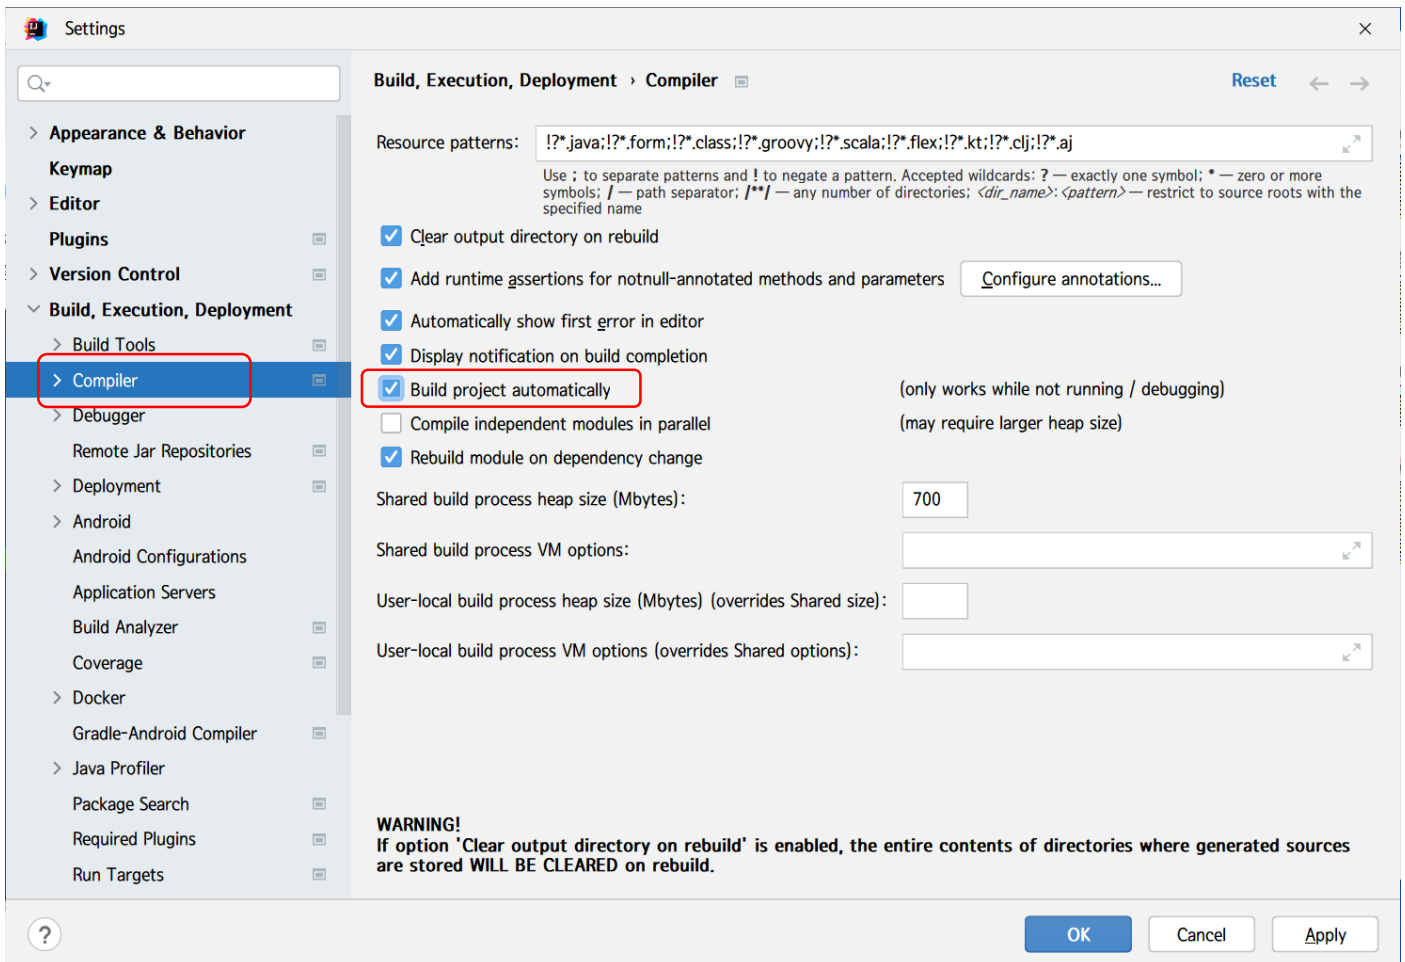 Settings
Build, Execution, Deployment › Compiler
Reset
Appearance & Behavior
Keymap
Editor
Plugins
Version Control
Build, Execution, Deployment
Build Tools
Compiler
Debugger
Remote Jar Repositories
Deployment
Android
Android Configurations
Application Servers
Build Analyzer
Coverage
Docker
Gradle-Android Compiler
Java Profiler
Package Search
Required Plugins
Run Targets
Resource patterns: !?*.java;!?*.form;!?*.class;!?*.groovy;!?*.scala;!?*.flex;!?*.kt;!?*.clj;!?*.aj
Use ; to separate patterns and ! to negate a pattern. Accepted wildcards: ? — exactly one symbol; * — zero or more
symbols; / — path separator; /**/ — any number of directories; <dir_name>:<pattern> — restrict to source roots with the
specified name
Clear output directory on rebuild
Add runtime assertions for notnull-annotated methods and parameters Configure annotations...
Automatically show first error in editor
Display notification on build completion
Build project automatically (only works while not running / debugging)
Compile independent modules in parallel (may require larger heap size)
Rebuild module on dependency change
Shared build process heap size (Mbytes): 700
Shared build process VM options:
User-local build process heap size (Mbytes) (overrides Shared size):
User-local build process VM options (overrides Shared options):
WARNING!
If option 'Clear output directory on rebuild' is enabled, the entire contents of directories where generated sources
are stored WILL BE CLEARED on rebuild.
?
OK Cancel Apply